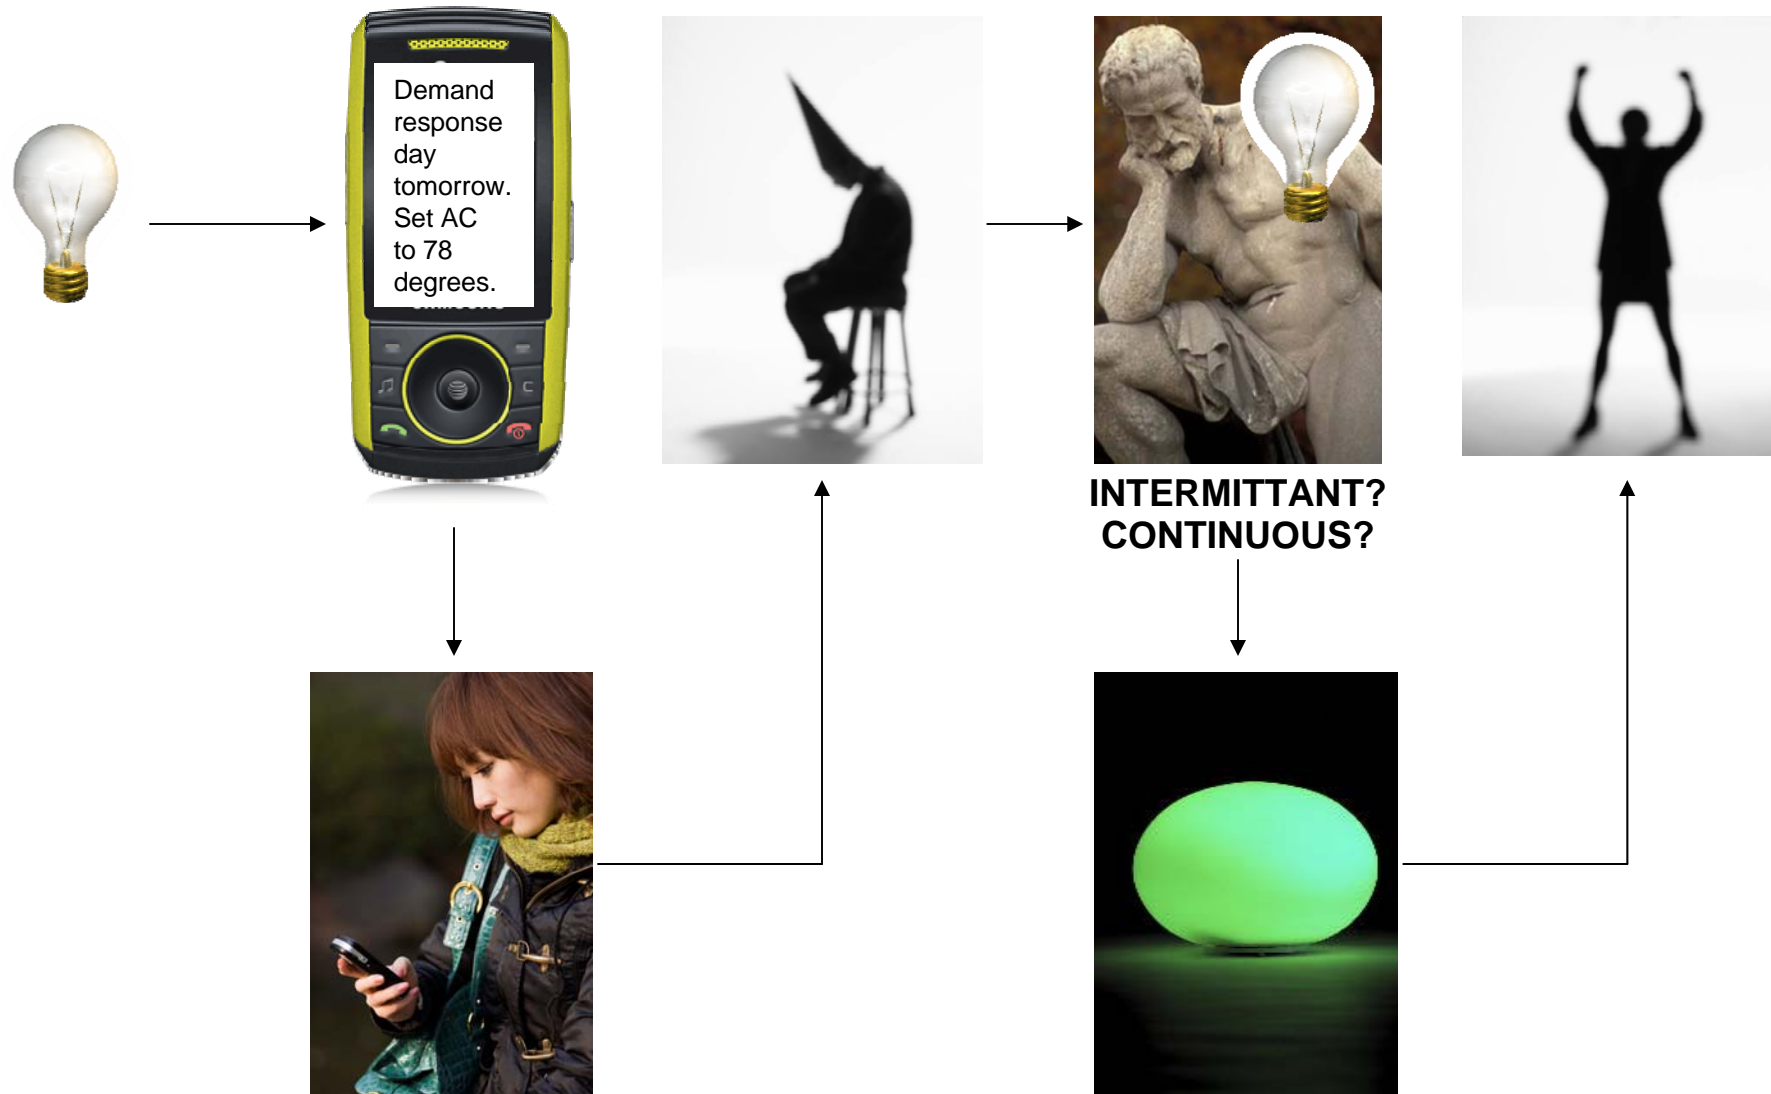 Demand
response
day
tomorrow.
Set AC
to 78
degrees.
INTERMITTANT?
CONTINUOUS?